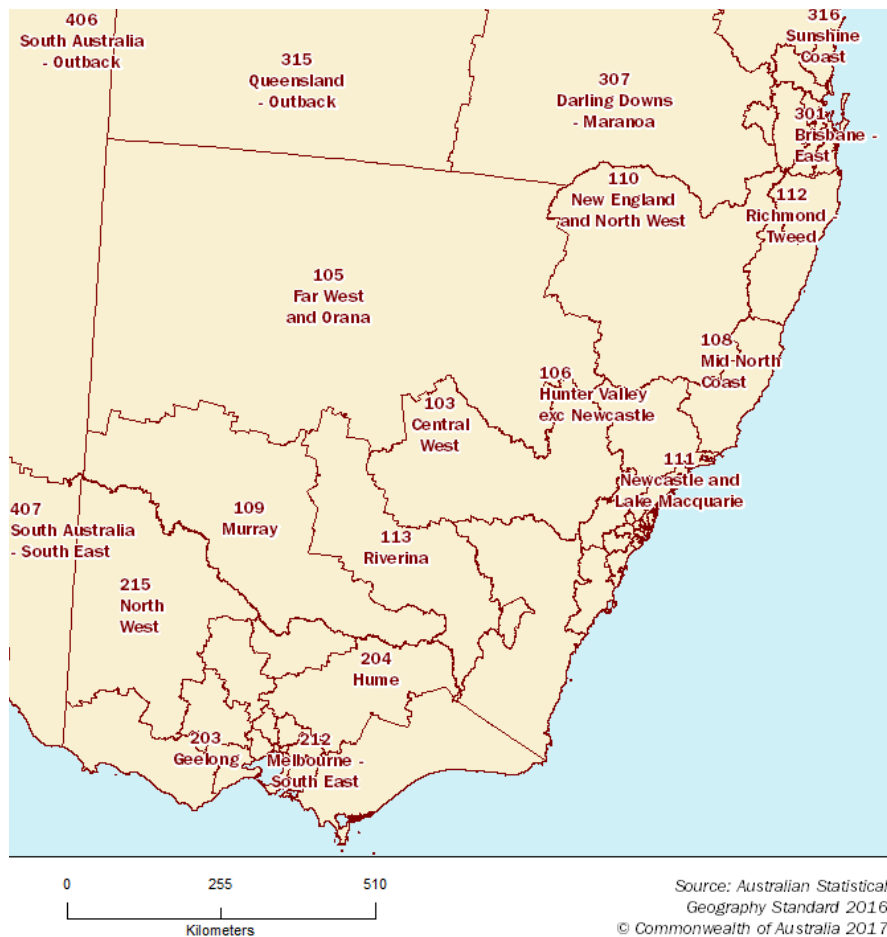 406
South Australia
- Outback
315
Queensland
- Outback
307
Darling Downs
- Maranoa
316
Sunshine
Coast
301
Brisbane -
East
110
New England
and North West
112
Richmond -
Tweed
105
Far West
and Orana
108
Mid-North
Coast
106
Hunter Valley
exc Newcastle
103
Central
West
111
Newcastle and
Lake Macquarie
407
South Australia
- South East
109
Murray
113
Riverina
215
North
West
204
Hume
203
Geelong
212
Melbourne -
South East
0 255 510
Kilometers
Source: Australian Statistical
Geography Standard 2016
© Commonwealth of Australia 2017